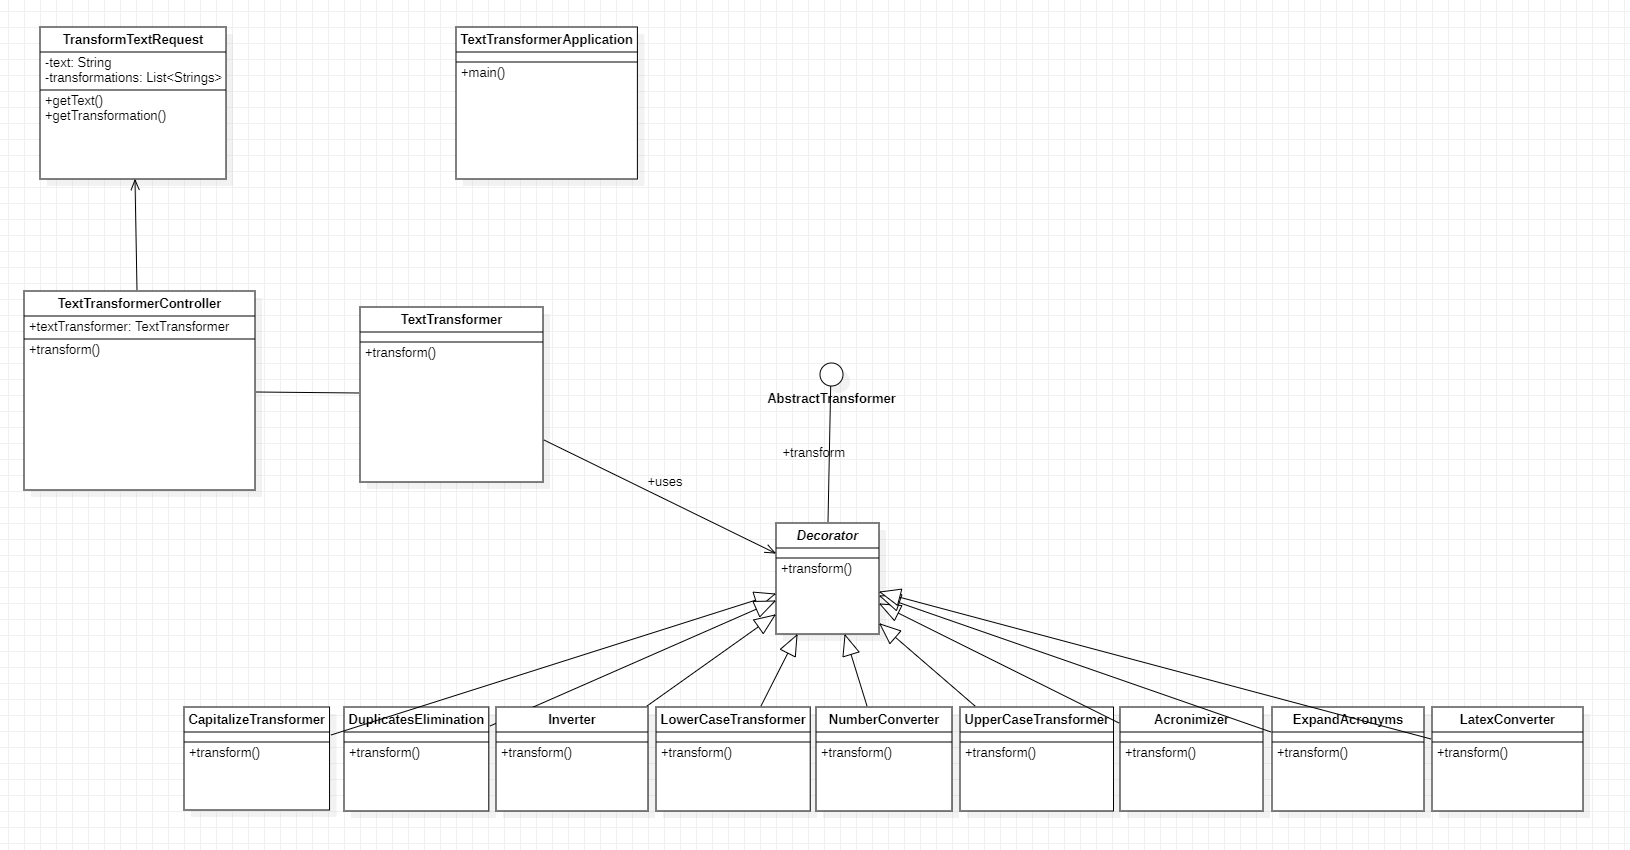 TransformTextRequest
-text: String
-transformations: List<Strings>
+getText()
+getTransformation()
TextTransformerApplication
+main()
TextTransformerController
+textTransformer: TextTransformer
+transform()
TextTransformer
+transform()
AbstractTransformer
+transform
+uses
Decorator
+transform()
CapitalizeTransformer
+transform()
DuplicatesElimination
+transform()
Inverter
+transform()
LowerCaseTransformer
+transform()
NumberConverter
+transform()
UpperCaseTransformer
+transform()
Acronimizer
+transform()
ExpandAcronyms
+transform()
LatexConverter
+transform()